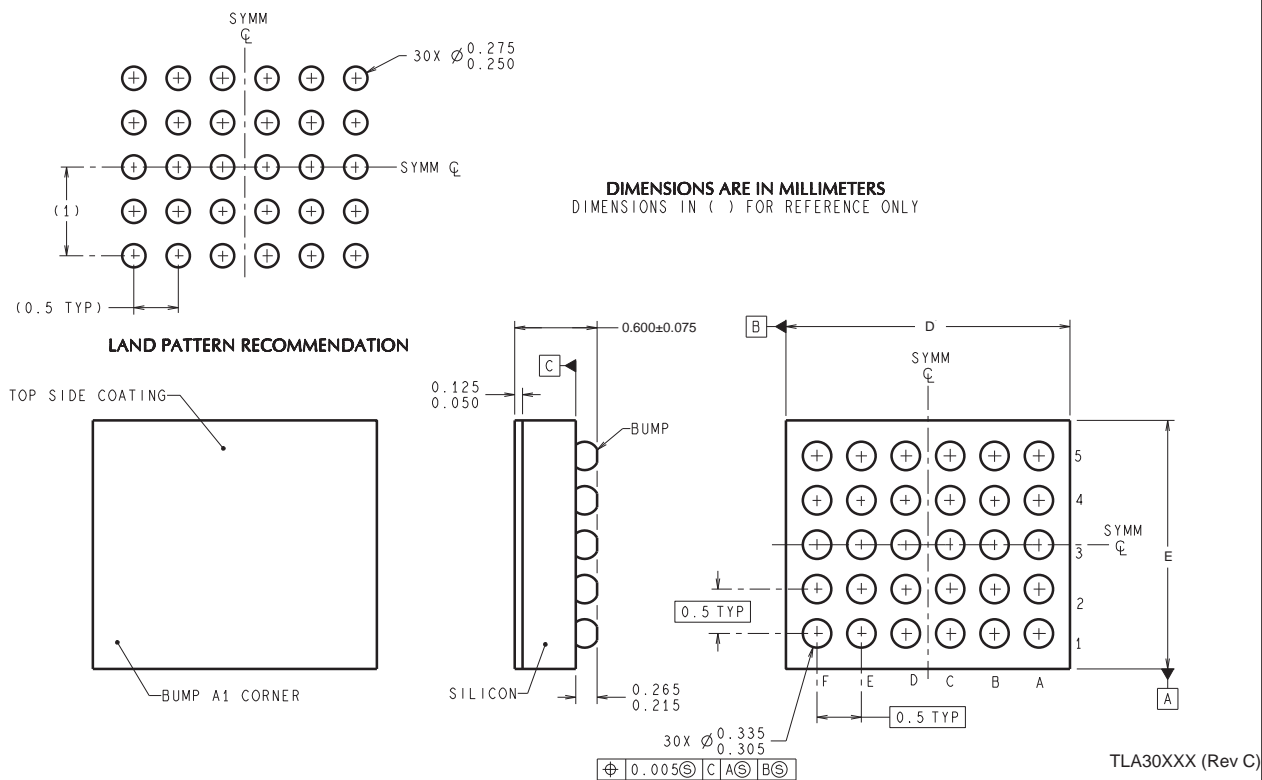 SYMM
℄
30X Ø0.275
0.250
SYMM ℄
(1)
(0.5 TYP)
DIMENSIONS ARE IN MILLIMETERS
DIMENSIONS IN ( ) FOR REFERENCE ONLY
LAND PATTERN RECOMMENDATION
TOP SIDE COATING
BUMP A1 CORNER
0.600±0.075
C
0.125
0.050
BUMP
SILICON
0.265
0.215
B
D
SYMM
℄
5
4
3
2
1
SYMM
℄
E
0.5 TYP
F E D C B A
A
0.5 TYP
30X Ø0.335
0.305
⌖ 0.005Ⓢ C AⓈ BⓈ
TLA30XXX (Rev C)